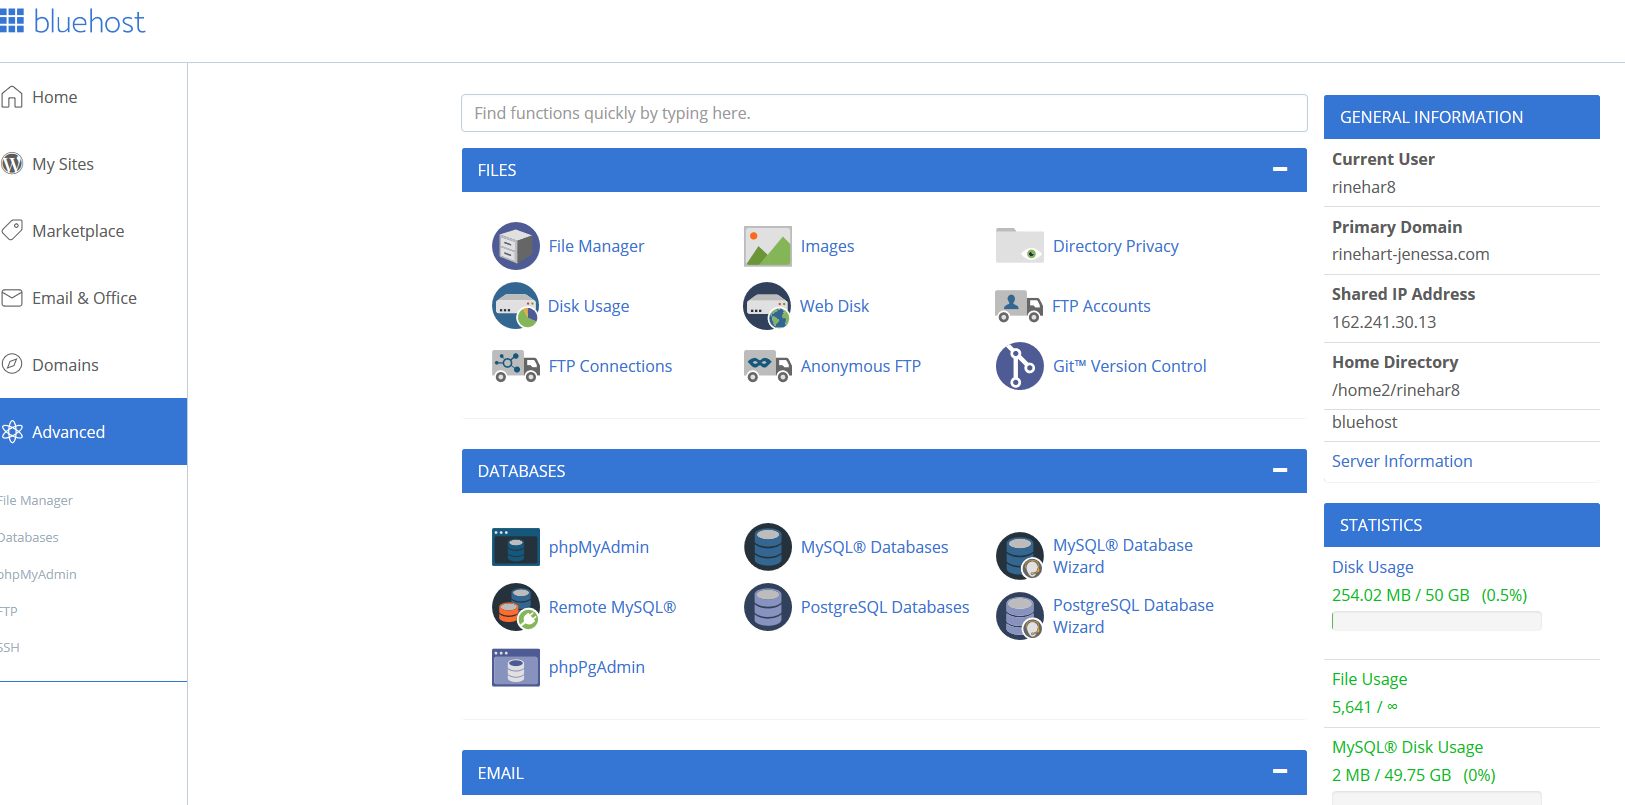 bluehost
Home
My Sites
Marketplace
Email & Office
Domains
Advanced
File Manager
Databases
phpMyAdmin
FTP
SSH
Find functions quickly by typing here.
FILES
File Manager
Images
Directory Privacy
Disk Usage
Web Disk
FTP Accounts
FTP Connections
Anonymous FTP
Git™ Version Control
DATABASES
phpMyAdmin
MySQL® Databases
MySQL® Database
Wizard
Remote MySQL®
PostgreSQL Databases
PostgreSQL Database
Wizard
phpPgAdmin
EMAIL
GENERAL INFORMATION
Current User
rinehar8
Primary Domain
rinehart-jenessa.com
Shared IP Address
162.241.30.13
Home Directory
/home2/rinehar8
bluehost
Server Information
STATISTICS
Disk Usage
254.02 MB / 50 GB (0.5%)
File Usage
5,641 / ∞
MySQL® Disk Usage
2 MB / 49.75 GB (0%)